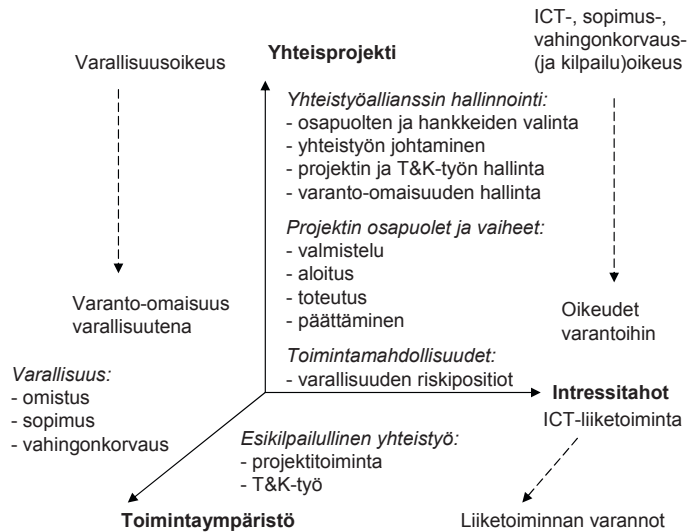 Varallisuusoikeus
Yhteisprojekti
ICT-, sopimus-,
vahingonkorvaus-
(ja kilpailu)oikeus
Yhteistyöallianssin hallinnointi:
- osapuolten ja hankkeiden valinta
- yhteistyön johtaminen
- projektin ja T&K-työn hallinta
- varanto-omaisuuden hallinta
Projektin osapuolet ja vaiheet:
- valmistelu
- aloitus
- toteutus
- päättäminen
Varanto-omaisuus
varallisuutena
Oikeudet
varantoihin
Toimintamahdollisuudet:
- varallisuuden riskipositiot
Varallisuus:
- omistus
- sopimus
- vahingonkorvaus
Intressitahot
ICT-liiketoiminta
Esikilpailullinen yhteistyö:
- projektitoiminta
- T&K-työ
Toimintaympäristö
Liiketoiminnan varannot